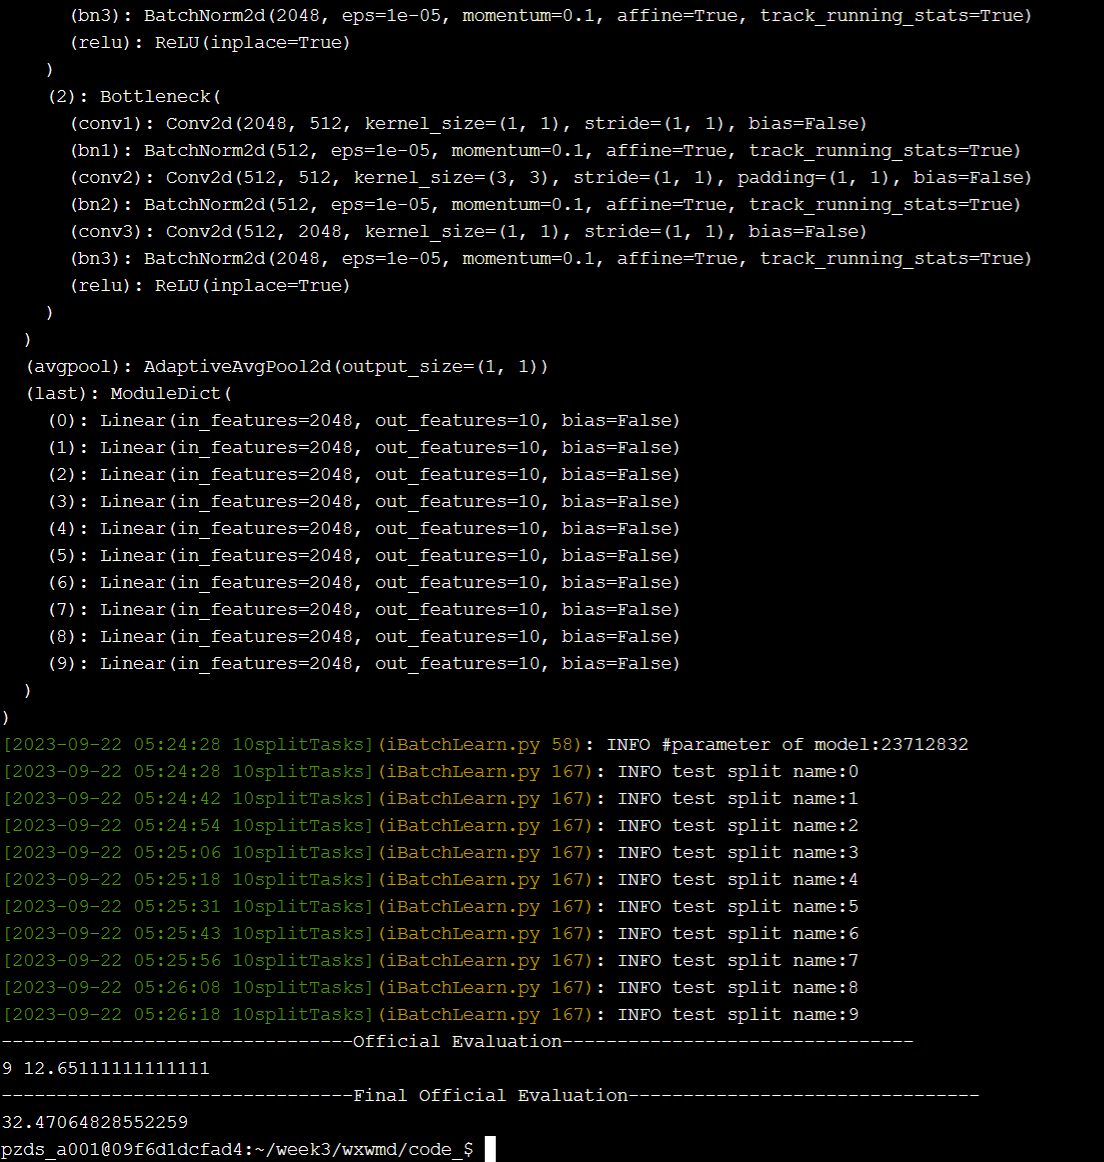 (bn3): BatchNorm2d(2048, eps=1e-05, momentum=0.1, affine=True, track_running_stats=True)
(relu): ReLU(inplace=True)
)
(2): Bottleneck(
(conv1): Conv2d(2048, 512, kernel_size=(1, 1), stride=(1, 1), bias=False)
(bn1): BatchNorm2d(512, eps=1e-05, momentum=0.1, affine=True, track_running_stats=True)
(conv2): Conv2d(512, 512, kernel_size=(3, 3), stride=(1, 1), padding=(1, 1), bias=False)
(bn2): BatchNorm2d(512, eps=1e-05, momentum=0.1, affine=True, track_running_stats=True)
(conv3): Conv2d(512, 2048, kernel_size=(1, 1), stride=(1, 1), bias=False)
(bn3): BatchNorm2d(2048, eps=1e-05, momentum=0.1, affine=True, track_running_stats=True)
(relu): ReLU(inplace=True)
)
)
(avgpool): AdaptiveAvgPool2d(output_size=(1, 1))
(last): ModuleDict(
(0): Linear(in_features=2048, out_features=10, bias=False)
(1): Linear(in_features=2048, out_features=10, bias=False)
(2): Linear(in_features=2048, out_features=10, bias=False)
(3): Linear(in_features=2048, out_features=10, bias=False)
(4): Linear(in_features=2048, out_features=10, bias=False)
(5): Linear(in_features=2048, out_features=10, bias=False)
(6): Linear(in_features=2048, out_features=10, bias=False)
(7): Linear(in_features=2048, out_features=10, bias=False)
(8): Linear(in_features=2048, out_features=10, bias=False)
(9): Linear(in_features=2048, out_features=10, bias=False)
)
)
[2023-09-22 05:24:28 10splitTasks](iBatchLearn.py 58): INFO #parameter of model:23712832
[2023-09-22 05:24:28 10splitTasks](iBatchLearn.py 167): INFO test split name:0
[2023-09-22 05:24:42 10splitTasks](iBatchLearn.py 167): INFO test split name:1
[2023-09-22 05:24:54 10splitTasks](iBatchLearn.py 167): INFO test split name:2
[2023-09-22 05:25:06 10splitTasks](iBatchLearn.py 167): INFO test split name:3
[2023-09-22 05:25:18 10splitTasks](iBatchLearn.py 167): INFO test split name:4
[2023-09-22 05:25:31 10splitTasks](iBatchLearn.py 167): INFO test split name:5
[2023-09-22 05:25:43 10splitTasks](iBatchLearn.py 167): INFO test split name:6
[2023-09-22 05:25:56 10splitTasks](iBatchLearn.py 167): INFO test split name:7
[2023-09-22 05:26:08 10splitTasks](iBatchLearn.py 167): INFO test split name:8
[2023-09-22 05:26:18 10splitTasks](iBatchLearn.py 167): INFO test split name:9
--------------------------------Official Evaluation--------------------------------
9 12.65111111111111
--------------------------------Final Official Evaluation--------------------------------
32.47064828552259
pzds_a001@09f6d1dcfad4:~/week3/wxwmd/code_$